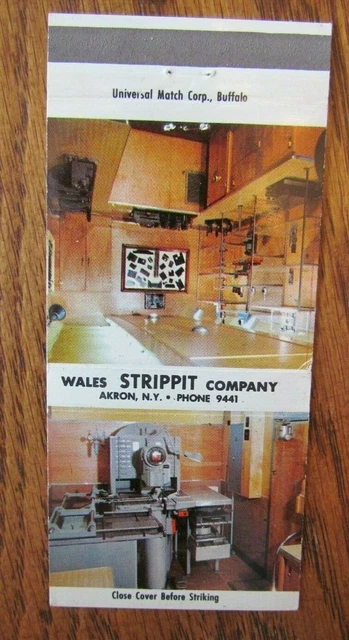 Universal Match Corp., Buffalo
WALES STRIPPIT COMPANY
AKRON, N.Y. • PHONE 9441
Close Cover Before Striking